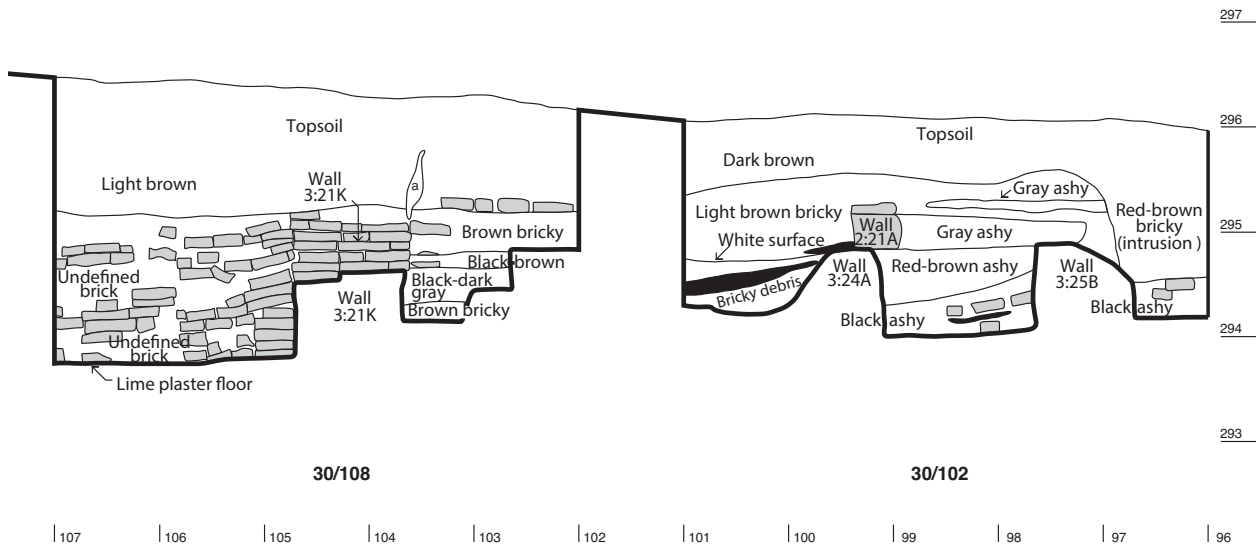 297
296
295
294
293
Topsoil
Light brown
Wall
3:21K
a
Brown bricky
Black-brown
Black-dark
gray
Brown bricky
Wall
3:21K
Undefined
brick
Undefined
brick
Lime plaster floor
30/108
Topsoil
Dark brown
Gray ashy
Light brown bricky
Wall
2:21A
Gray ashy
Red-brown
bricky
(intrusion )
White surface
Wall
3:24A
Red-brown ashy
Wall
3:25B
Bricky debris
Black ashy
Black ashy
30/102
107 106 105 104 103 102 101 100 99 98 97 96